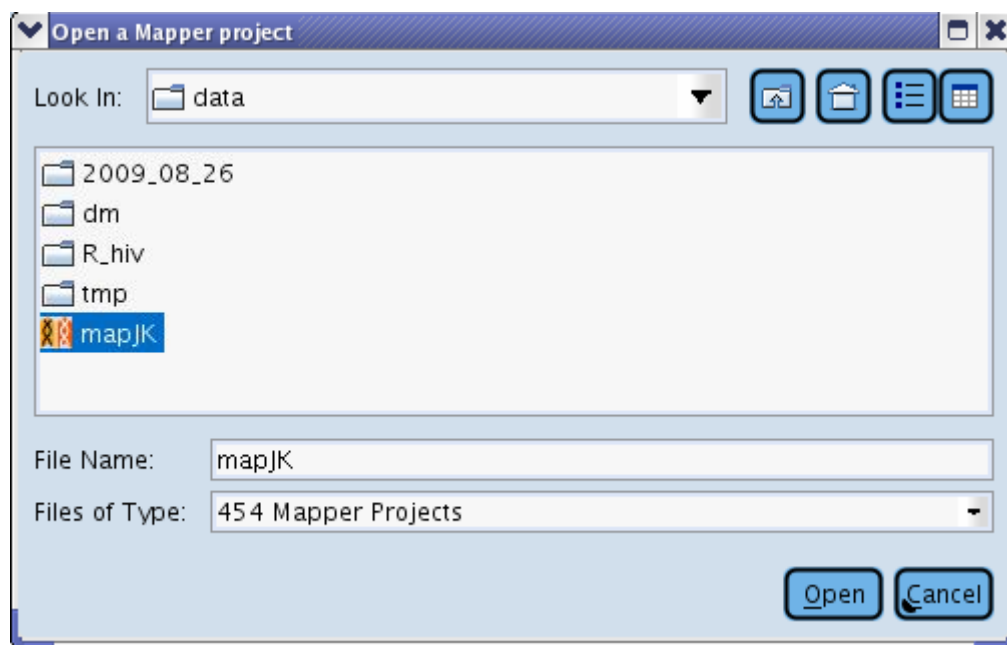 Open a Mapper project
Look In: data
2009_08_26
dm
R_hiv
tmp
mapJK
File Name: mapJK
Files of Type: 454 Mapper Projects
Open Cancel